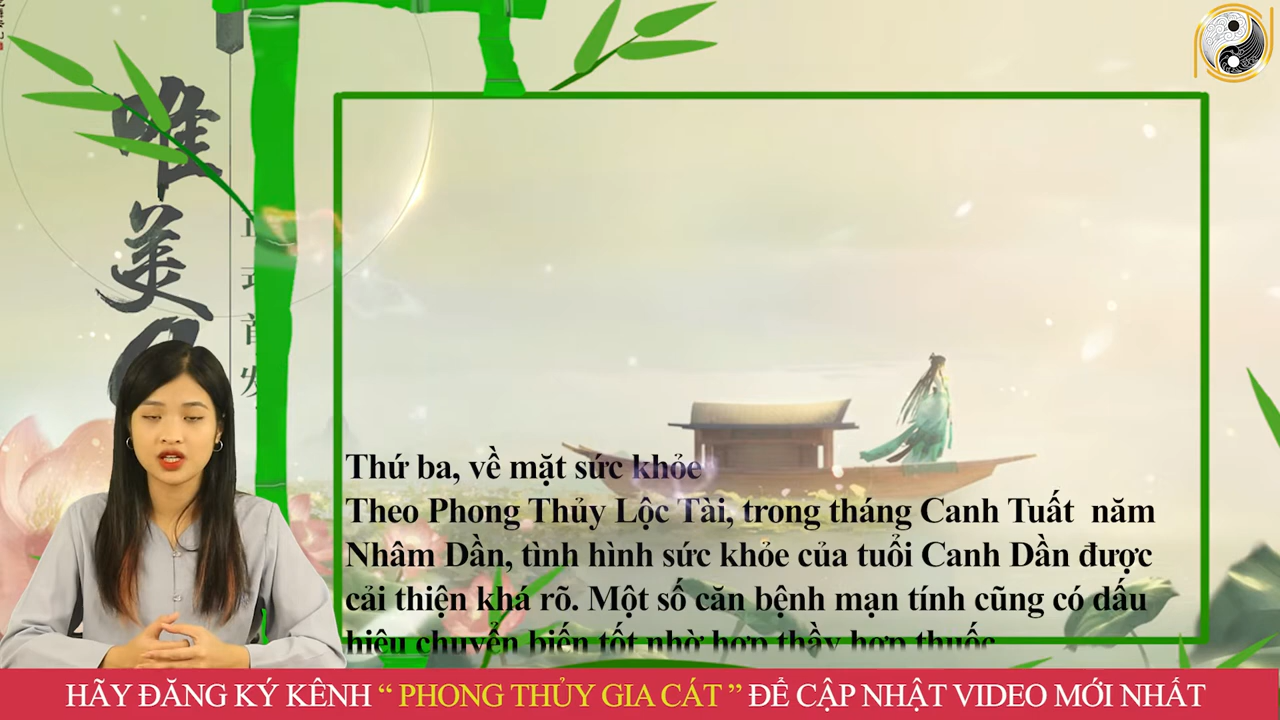 唯
美
Thứ ba, về mặt sức khỏe
Theo Phong Thủy Lộc Tài, trong tháng Canh Tuất năm
Nhâm Dần, tình hình sức khỏe của tuổi Canh Dần được
cải thiện khá rõ. Một số căn bệnh mạn tính cũng có dấu
hiệu chuyển biến tốt nhờ hợp thầy hợp thuốc
HÃY ĐĂNG KÝ KÊNH “ PHONG THỦY GIA CÁT ” ĐỂ CẬP NHẬT VIDEO MỚI NHẤT